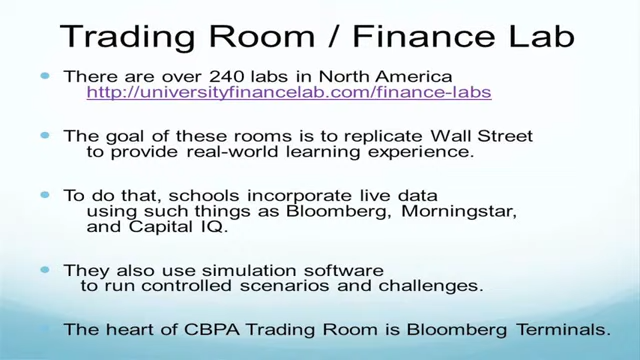 Trading Room / Finance Lab
There are over 240 labs in North America
http://universityfinancelab.com/finance-labs
The goal of these rooms is to replicate Wall Street
to provide real-world learning experience.
To do that, schools incorporate live data
using such things as Bloomberg, Morningstar,
and Capital IQ.
They also use simulation software
to run controlled scenarios and challenges.
The heart of CBPA Trading Room is Bloomberg Terminals.